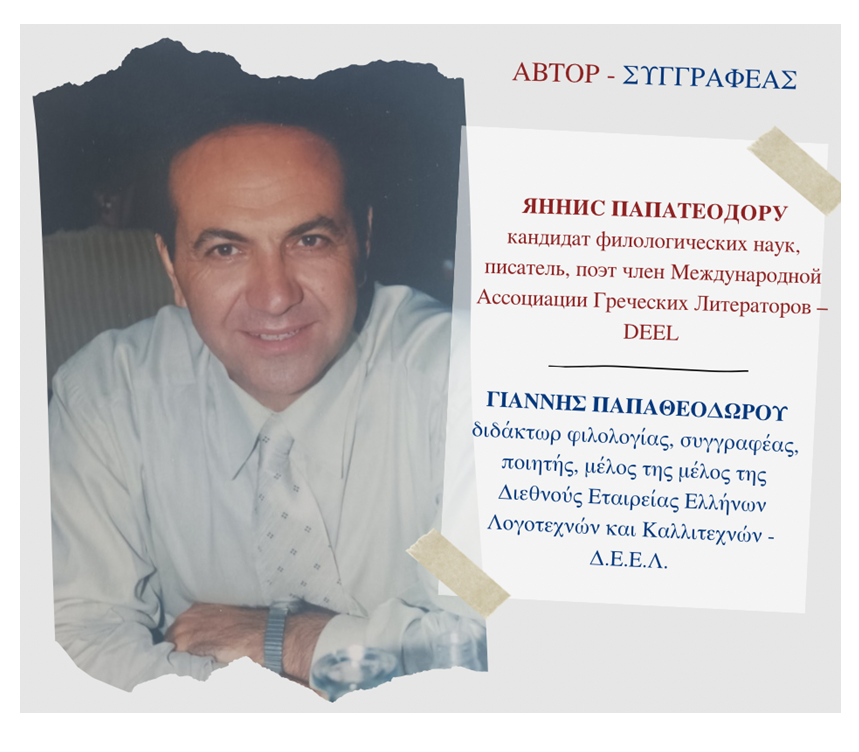 АВТОР - ΣΥΓΓΡΑΦΕΑΣ
ЯННИС ПАПАТЕОДОРУ
кандидат филологических наук,
писатель, поэт член Международной
Ассоциации Греческих Литераторов –
DEEL
ΓΙΑΝΝΗΣ ΠΑΠΑΘΕΟΔΩΡΟΥ
διδάκτωρ φιλολογίας, συγγραφέας,
ποιητής, μέλος της μέλος της
Διεθνούς Εταιρείας Ελλήνων
Λογοτεχνών και Καλλιτεχνών -
Δ.Ε.Ε.Λ.